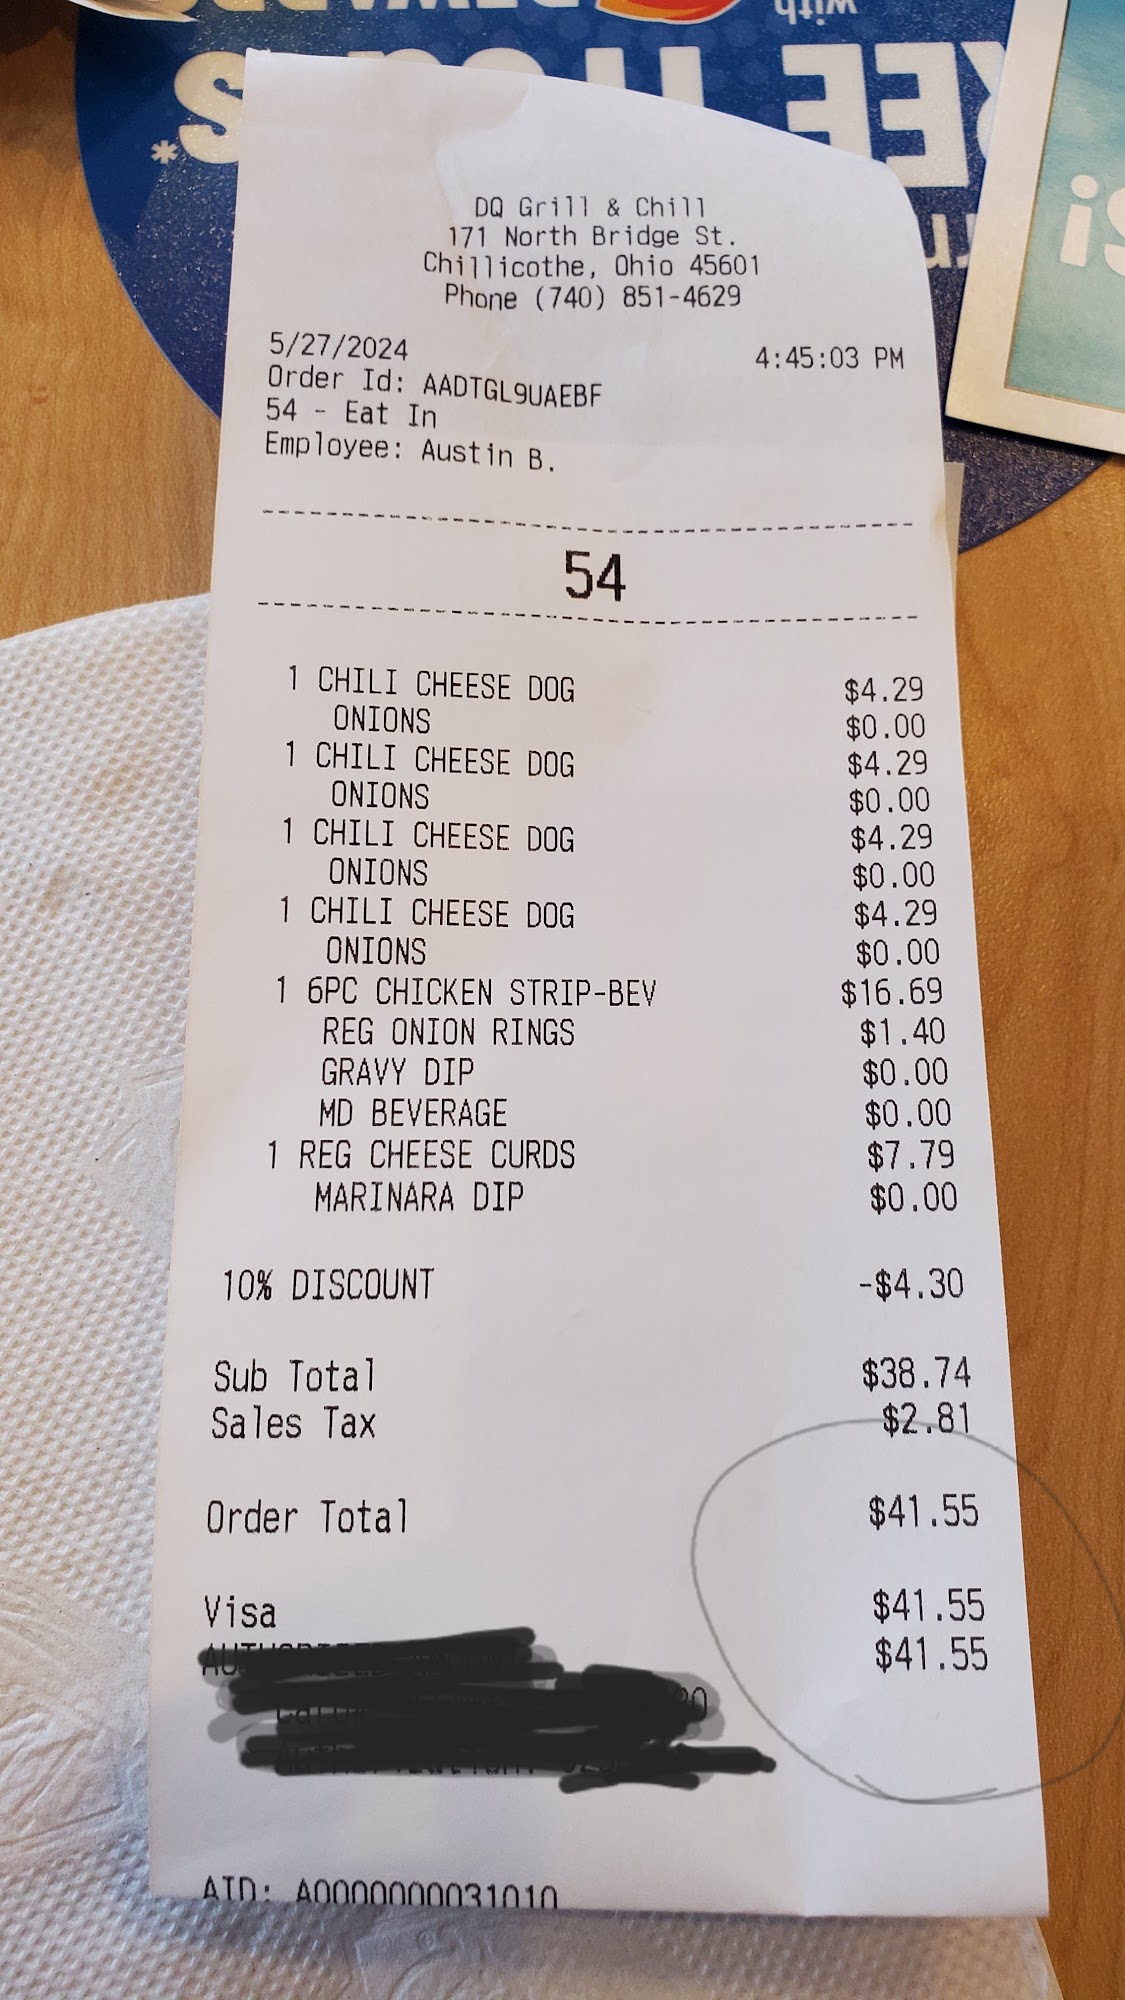 with
FREE
*
DQ Grill & Chill
171 North Bridge St.
Chillicothe, Ohio 45601
Phone (740) 851-4629
5/27/2024 4:45:03 PM
Order Id: AADTGL9UAEBF
54 - Eat In
Employee: Austin B.
54
1 CHILI CHEESE DOG $4.29
ONIONS $0.00
1 CHILI CHEESE DOG $4.29
ONIONS $0.00
1 CHILI CHEESE DOG $4.29
ONIONS $0.00
1 CHILI CHEESE DOG $4.29
ONIONS $0.00
1 6PC CHICKEN STRIP-BEV $16.69
REG ONION RINGS $1.40
GRAVY DIP $0.00
MD BEVERAGE $0.00
1 REG CHEESE CURDS $7.79
MARINARA DIP $0.00
10% DISCOUNT -$4.30
Sub Total $38.74
Sales Tax $2.81
Order Total $41.55
Visa $41.55
$41.55
AID: A0000000031010